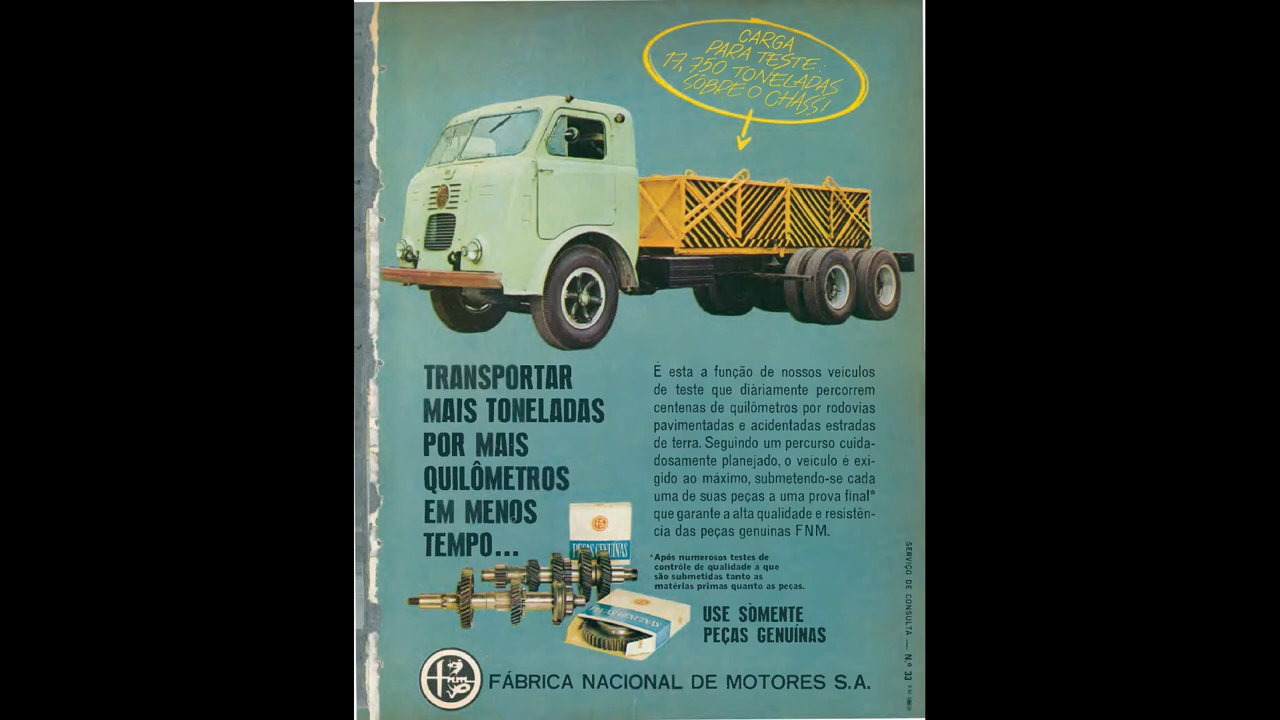 CARGA
PARA TESTE:
17,750 TONELADAS
SÔBRE O CHASSI
TRANSPORTAR
MAIS TONELADAS
POR MAIS
QUILÔMETROS
EM MENOS
TEMPO...
É esta a função de nossos veículos
de teste que diàriamente percorrem
centenas de quilômetros por rodovias
pavimentadas e acidentadas estradas
de terra. Seguindo um percurso cuida-
dosamente planejado, o veículo é exi-
gido ao máximo, submetendo-se cada
uma de suas peças a uma prova final*
que garante a alta qualidade e resistên-
cia das peças genuinas FNM.
*Após numerosos testes de
contrôle de qualidade a que
são submetidas tanto as
matérias primas quanto as peças.
PEÇAS GENUINAS
PEÇAS GENUINAS
USE SÒMENTE
PEÇAS GENUÍNAS
FÁBRICA NACIONAL DE MOTORES S.A.
SERVIÇO DE CONSULTA — N.º 33